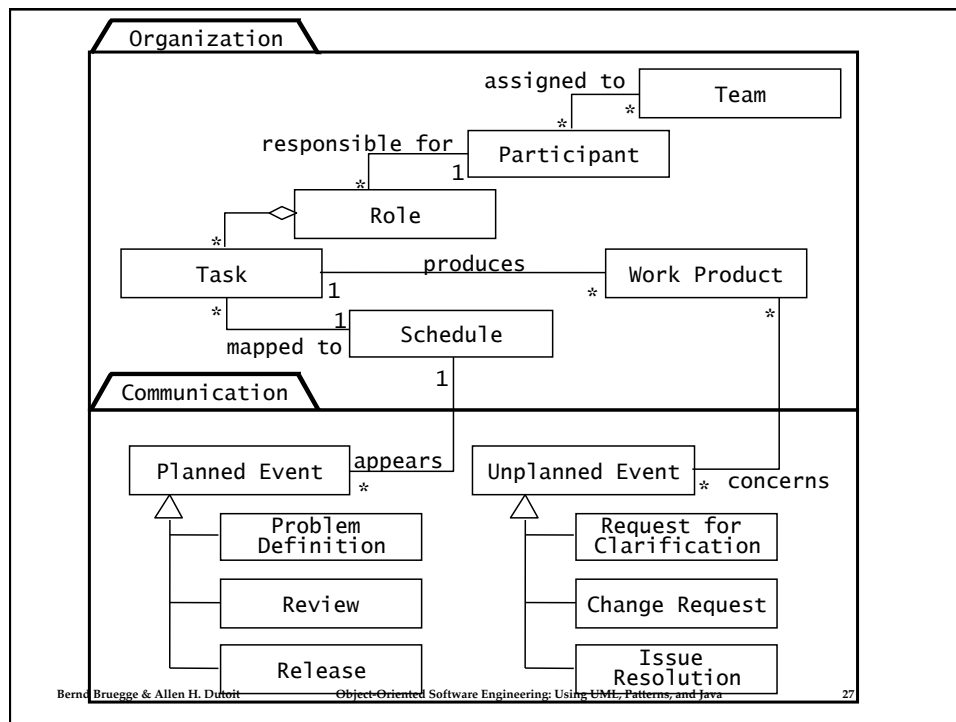 Organization
assigned to
Team
*
*
responsible for
Participant
1
*
Role
*
Task
produces
Work Product
1
*
*
*
1
mapped to
Schedule
1
Communication
Planned Event
appears
*
Unplanned Event
*
concerns
Problem
Definition
Request for
Clarification
Review
Change Request
Release
Issue
Resolution
Bernd Bruegge & Allen H. Dutoit
Object-Oriented Software Engineering: Using UML, Patterns, and Java
27